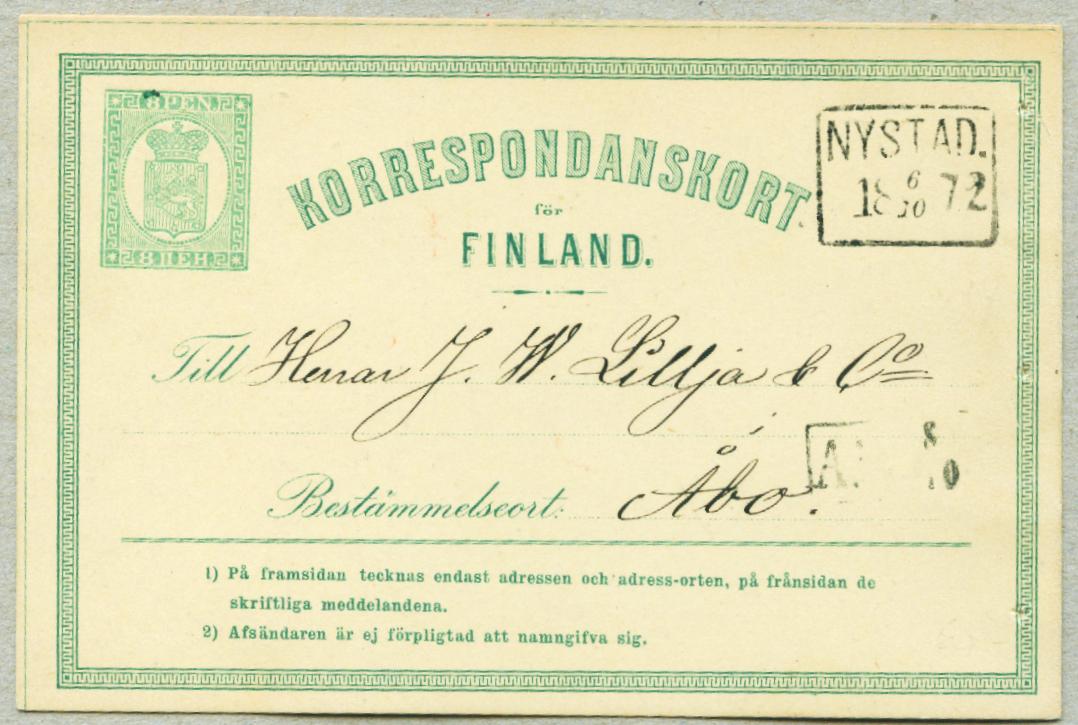 8 PEN.
8 ПЕН.
KORRESPONDANSKORT
för
FINLAND.
NYSTAD.
18 6/10 72
Till Herrar J. W. Lillja & Co
A. 8
10
Bestämmelseort: Åbo.
1) På framsidan tecknas endast adressen och adress-orten, på frånsidan de
skriftliga meddelandena.
2) Afsändaren är ej förpligtad att namngifva sig.